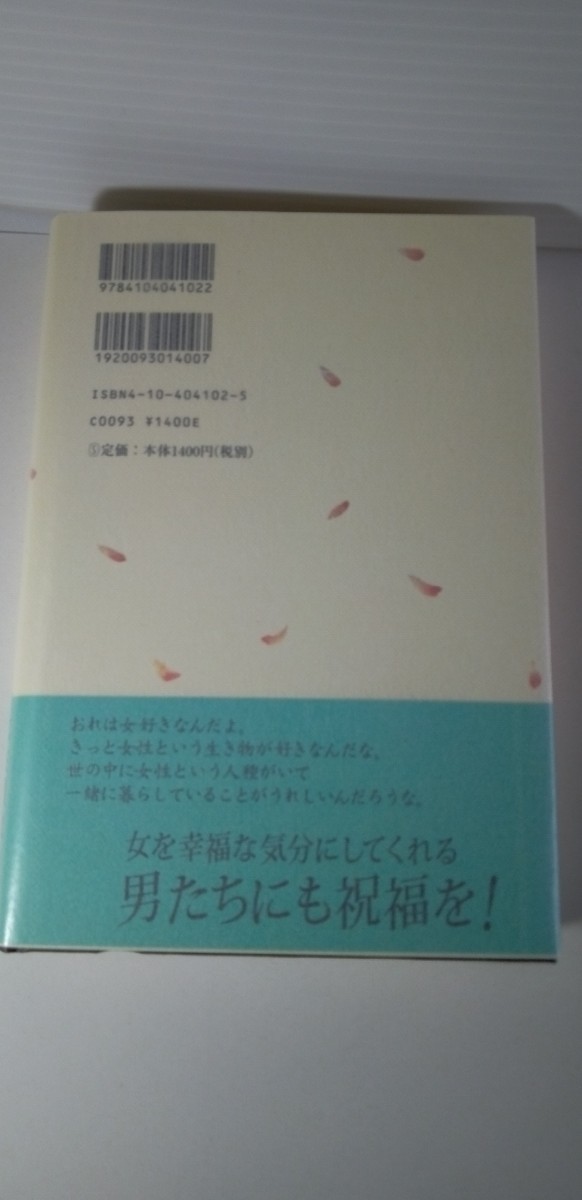 9784104041022
1920093014007
ISBN4-10-404102-5
C0093 ¥1400E
Ⓢ定価：本体1400円(税別)
おれは女好きなんだよ。
きっと女性という生き物が好きなんだな。
世の中に女性という人種がいて
一緒に暮らしていることがうれしいんだろうな。
女を幸福な気分にしてくれる
男たちにも祝福を!